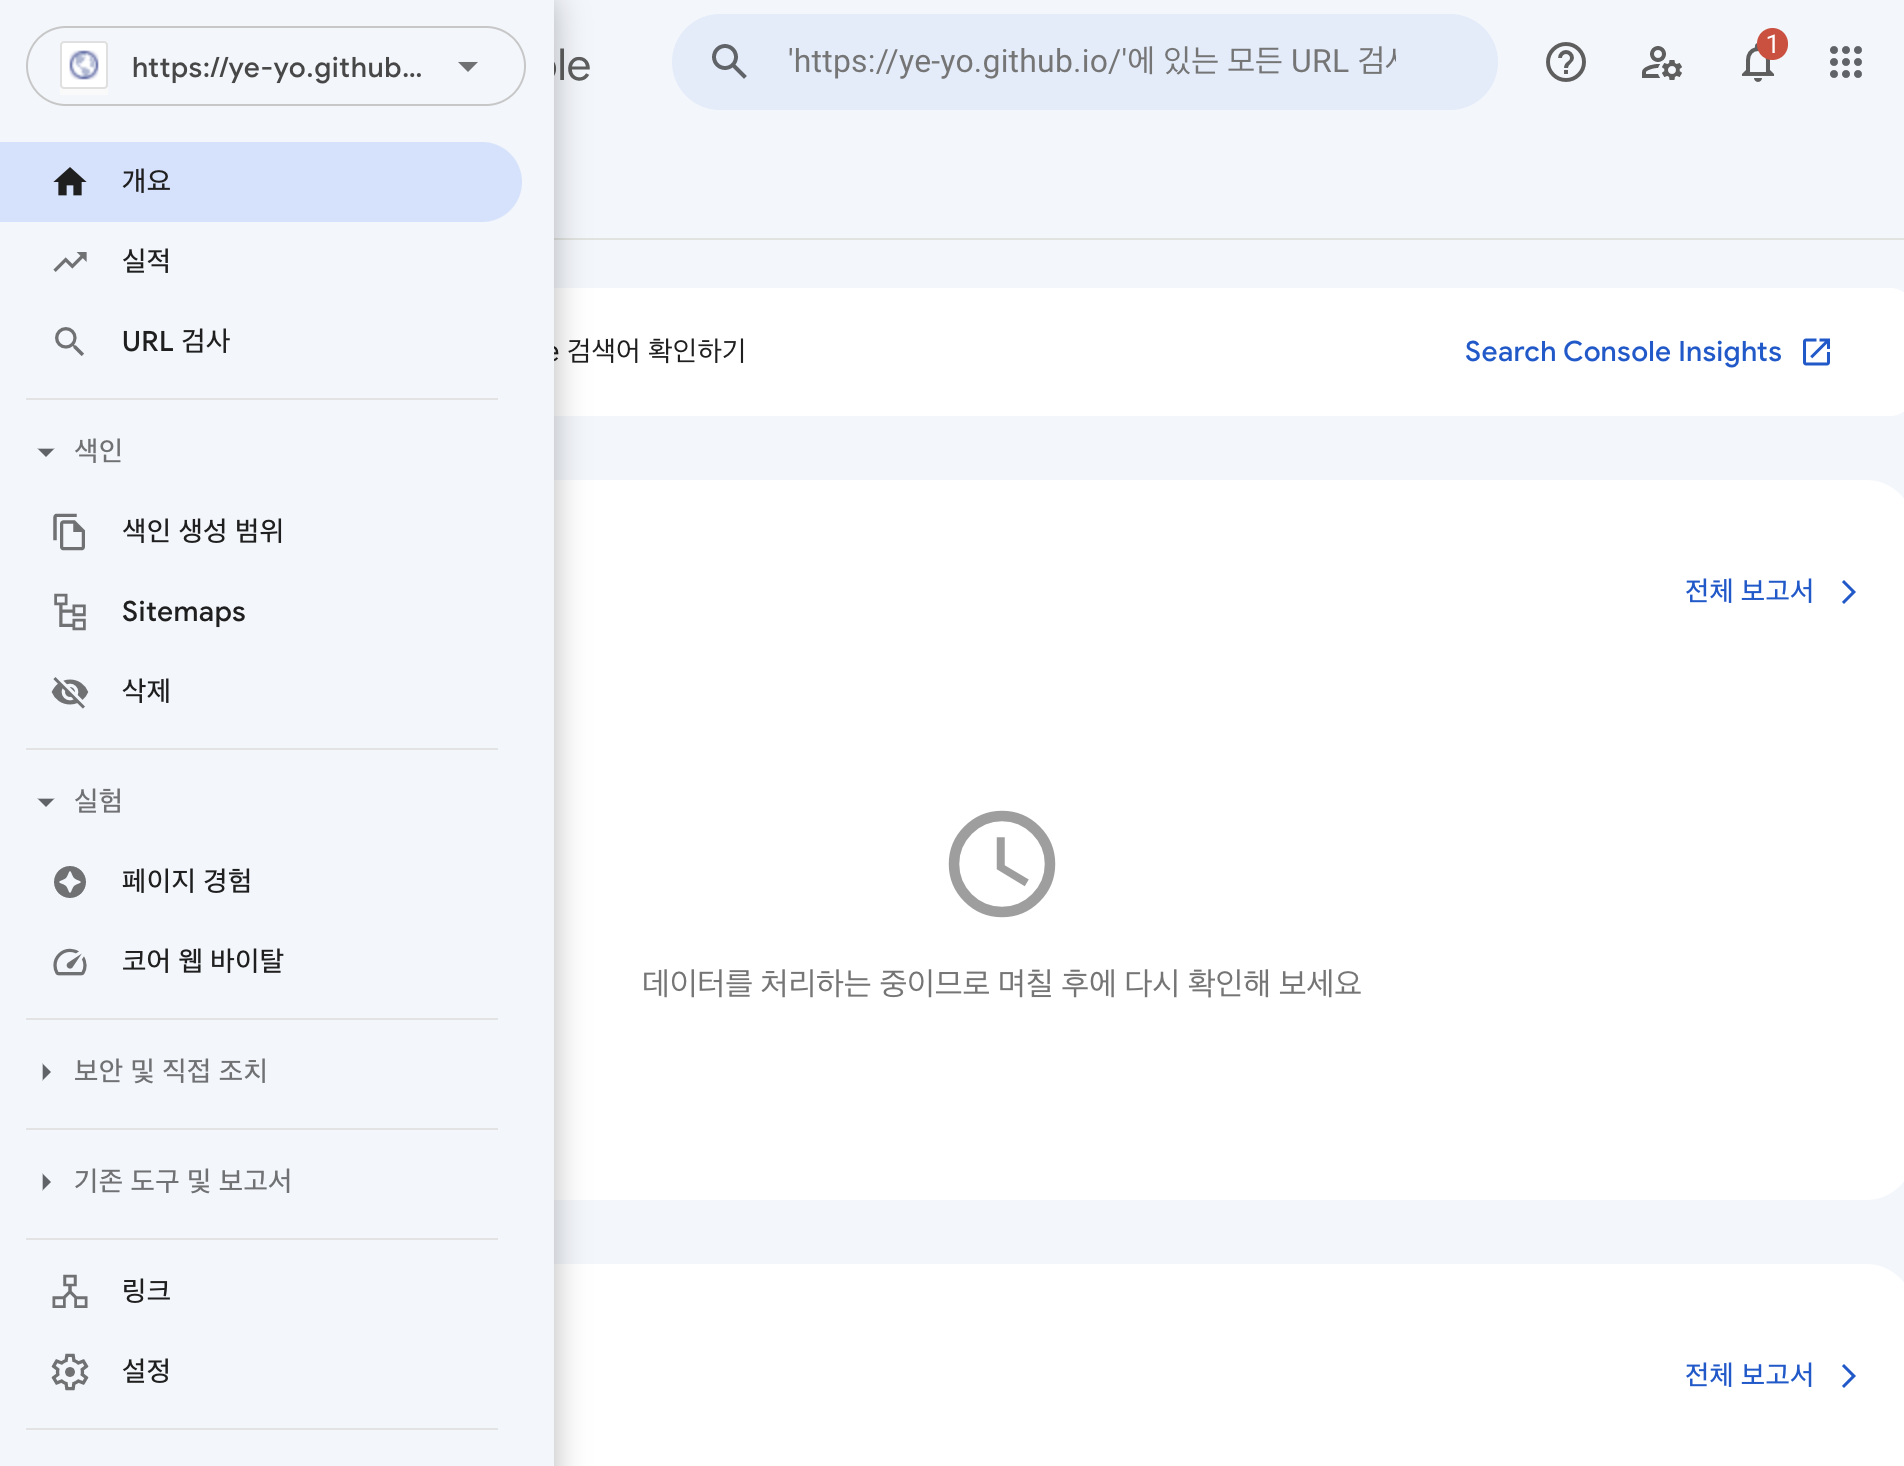 https://ye-yo.github...
le
'https://ye-yo.github.io/'에 있는 모든 URL 검
1
개요
실적
URL 검사
e 검색어 확인하기
Search Console Insights
색인
색인 생성 범위
전체 보고서
Sitemaps
삭제
실험
페이지 경험
코어 웹 바이탈
데이터를 처리하는 중이므로 며칠 후에 다시 확인해 보세요
보안 및 직접 조치
기존 도구 및 보고서
링크
설정
전체 보고서